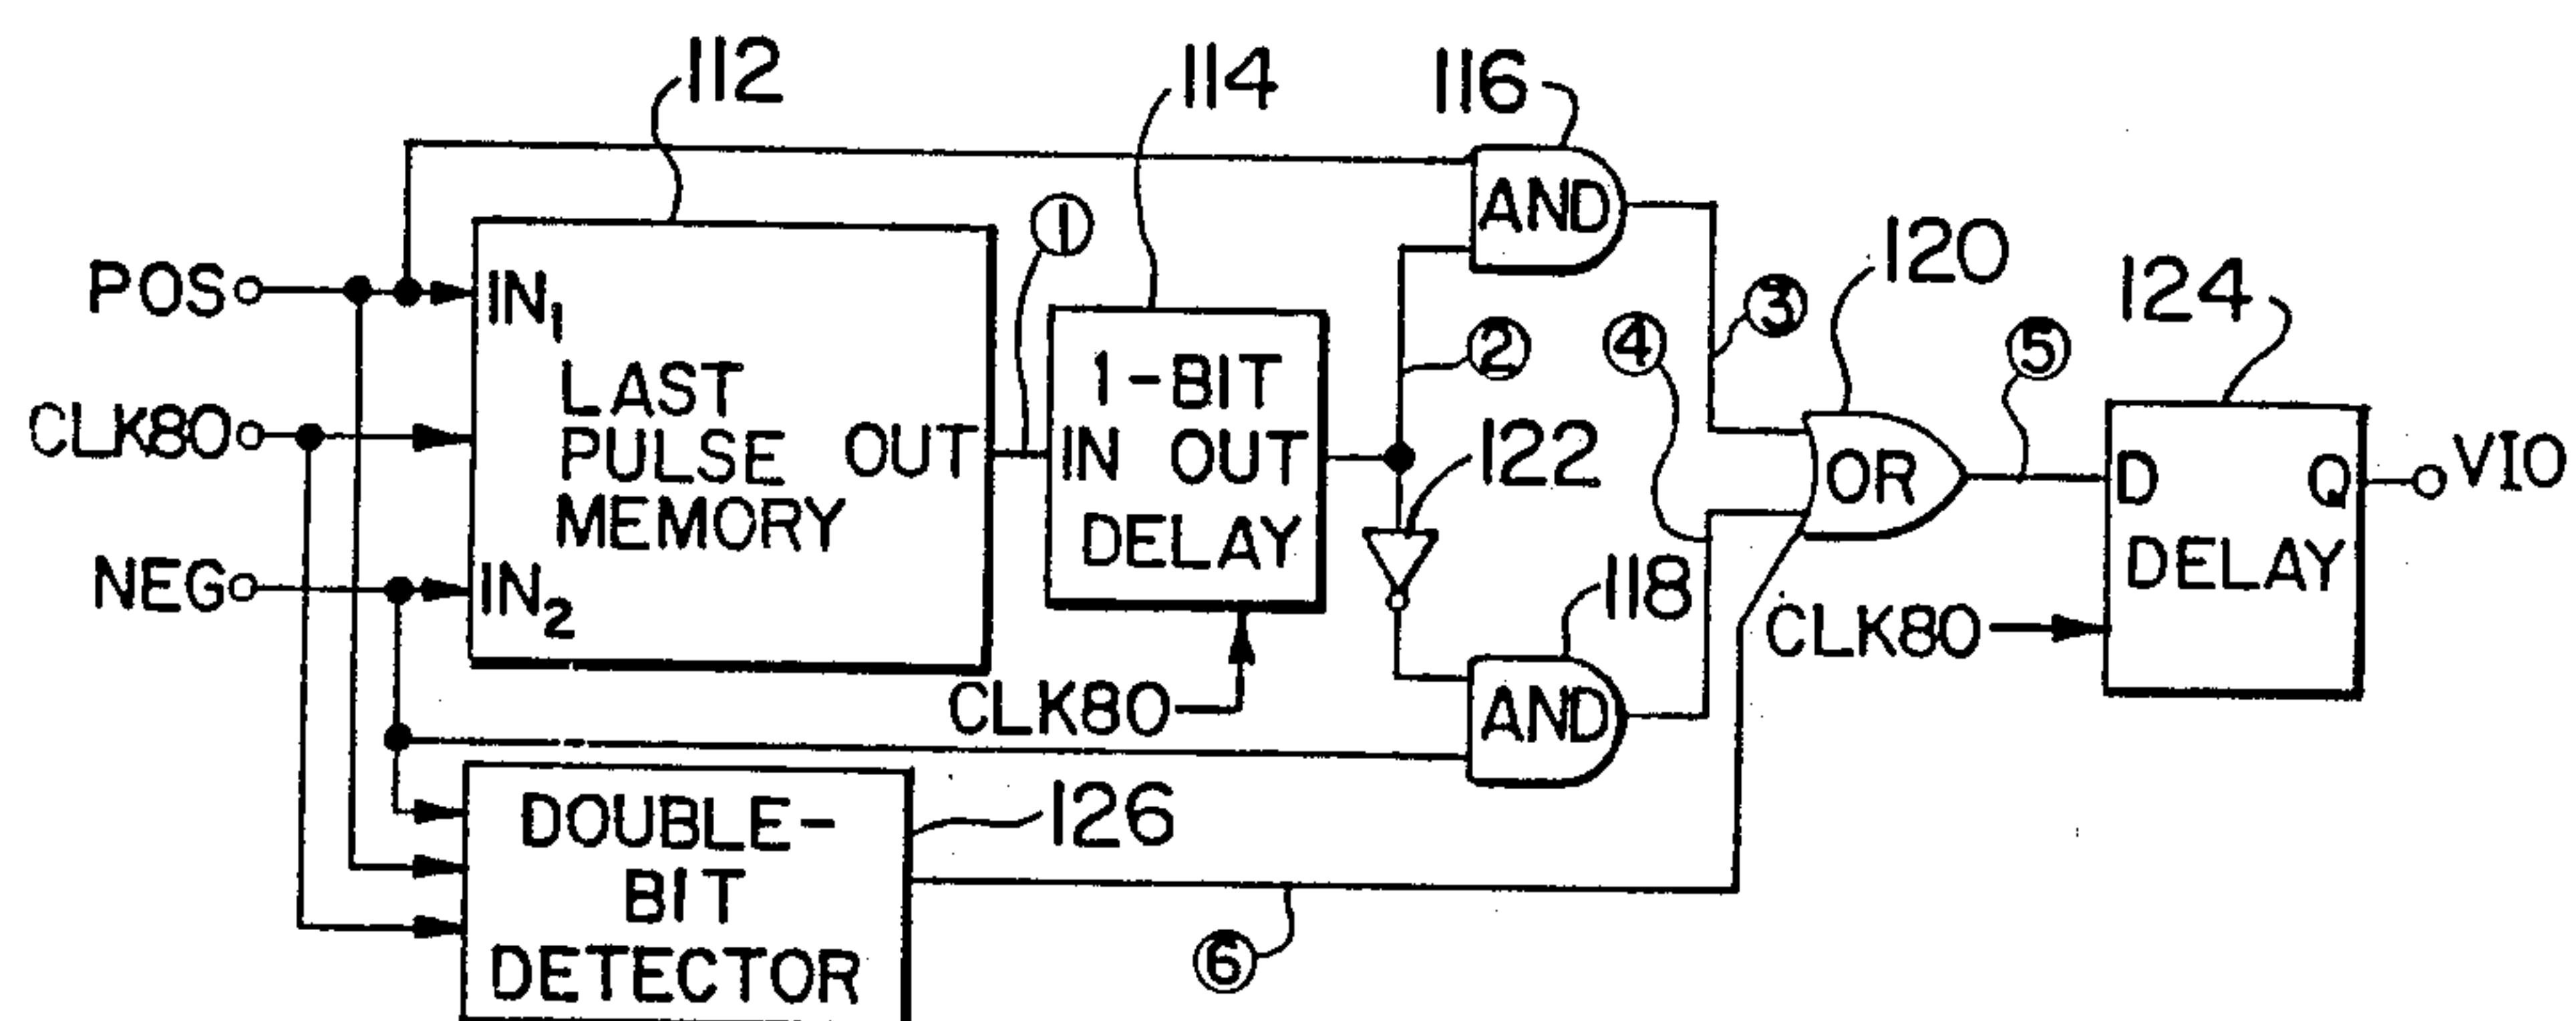 112
114
116
①
POS
IN1
120
124
③
④
②
⑤
1-BIT
LAST
PULSE
MEMORY
OUT
IN OUT
DELAY
CLK80
122
OR
D
Q
VIO
DELAY
NEG
IN2
118
CLK80
CLK80
AND
AND
DOUBLE-
BIT
DETECTOR
126
⑥